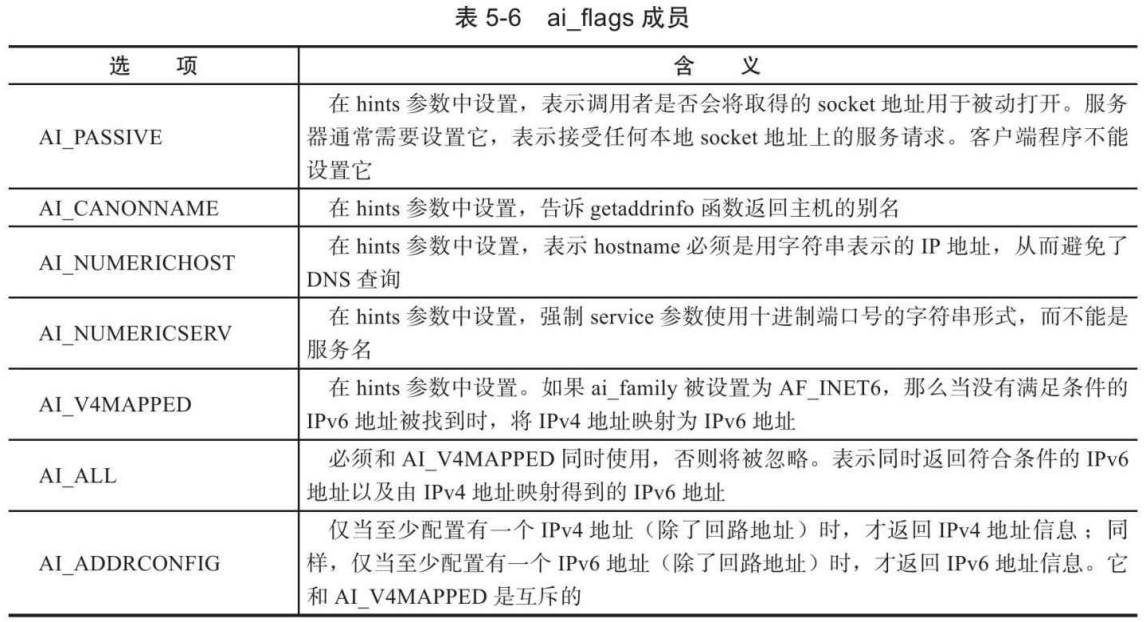 表 5-6 ai_flags 成员
选 项
含 义
AI_PASSIVE
在 hints 参数中设置，表示调用者是否会将取得的 socket 地址用于被动打开。服务
器通常需要设置它，表示接受任何本地 socket 地址上的服务请求。客户端程序不能
设置它
AI_CANONNAME
在 hints 参数中设置，告诉 getaddrinfo 函数返回主机的别名
AI_NUMERICHOST
在 hints 参数中设置，表示 hostname 必须是用字符串表示的 IP 地址，从而避免了
DNS 查询
AI_NUMERICSERV
在 hints 参数中设置，强制 service 参数使用十进制端口号的字符串形式，而不能是
服务名
AI_V4MAPPED
在 hints 参数中设置。如果 ai_family 被设置为 AF_INET6，那么当没有满足条件的
IPv6 地址被找到时，将 IPv4 地址映射为 IPv6 地址
AI_ALL
必须和 AI_V4MAPPED 同时使用，否则将被忽略。表示同时返回符合条件的 IPv6
地址以及由 IPv4 地址映射得到的 IPv6 地址
AI_ADDRCONFIG
仅当至少配置有一个 IPv4 地址（除了回路地址）时，才返回 IPv4 地址信息；同
样，仅当至少配置有一个 IPv6 地址（除了回路地址）时，才返回 IPv6 地址信息。它
和 AI_V4MAPPED 是互斥的